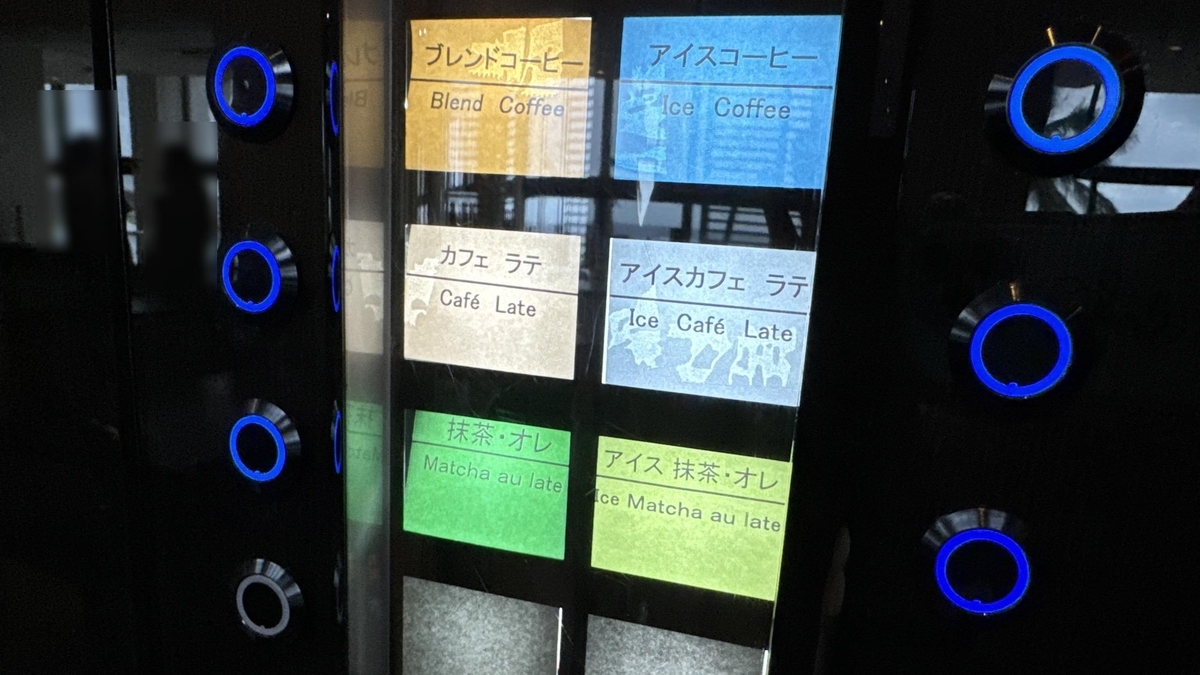 ブレンドコーヒー
Blend Coffee
アイスコーヒー
Ice Coffee
カフェ ラテ
Café Late
アイスカフェ ラテ
Ice Café Late
抹茶・オレ
Matcha au late
アイス 抹茶・オレ
Ice Matcha au late